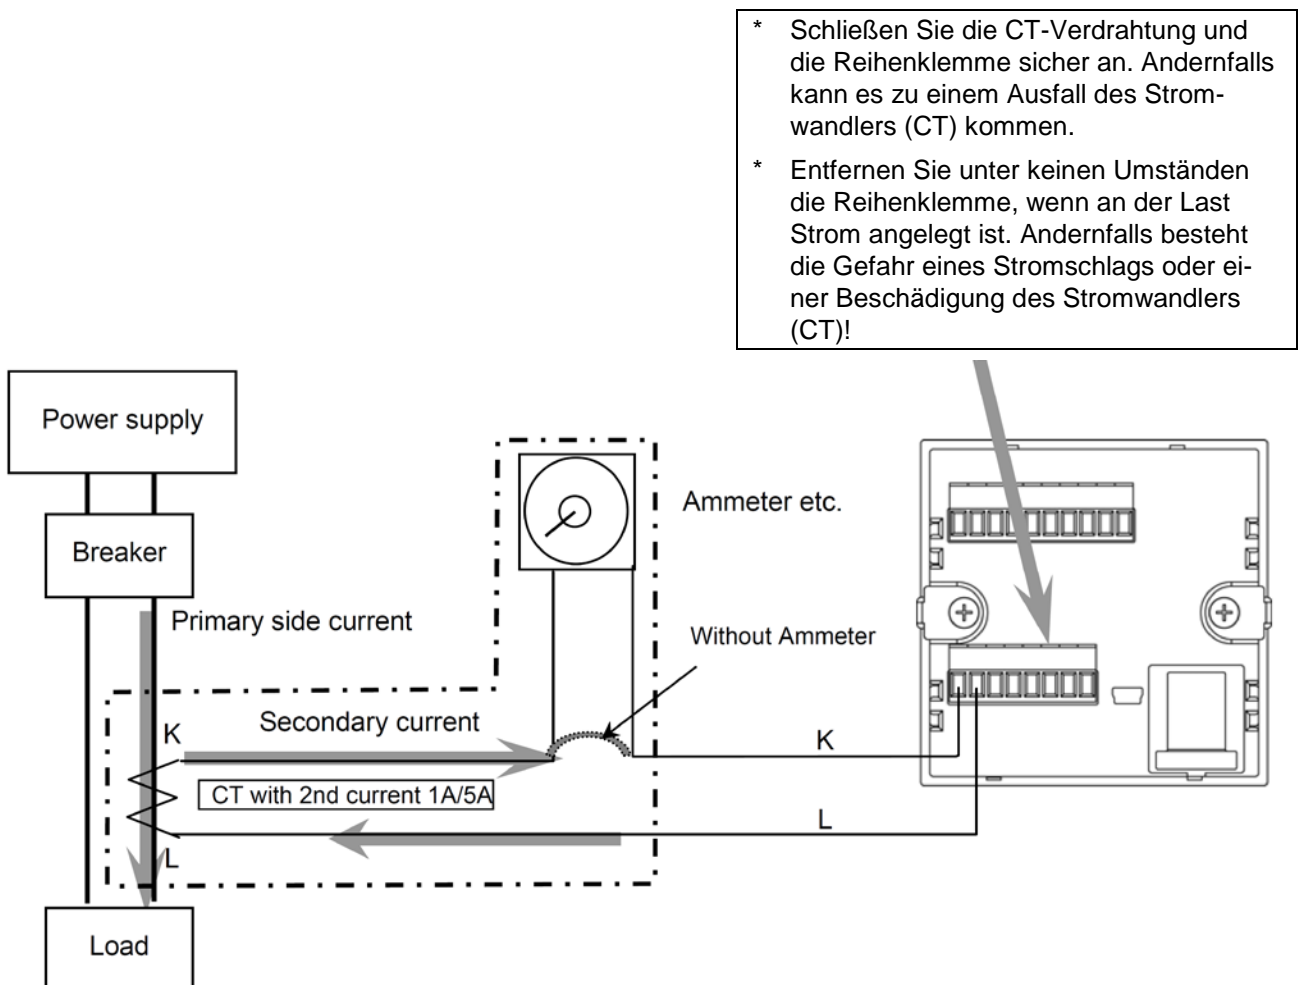 * Schließen Sie die CT-Verdrahtung und
die Reihenklemme sicher an. Andernfalls
kann es zu einem Ausfall des Strom-
wandlers (CT) kommen.
* Entfernen Sie unter keinen Umständen
die Reihenklemme, wenn an der Last
Strom angelegt ist. Andernfalls besteht
die Gefahr eines Stromschlags oder ei-
ner Beschädigung des Stromwandlers
(CT)!
Power supply
Ammeter etc.
Breaker
Primary side current
Without Ammeter
Secondary current
K
K
CT with 2nd current 1A/5A
L
L
Load